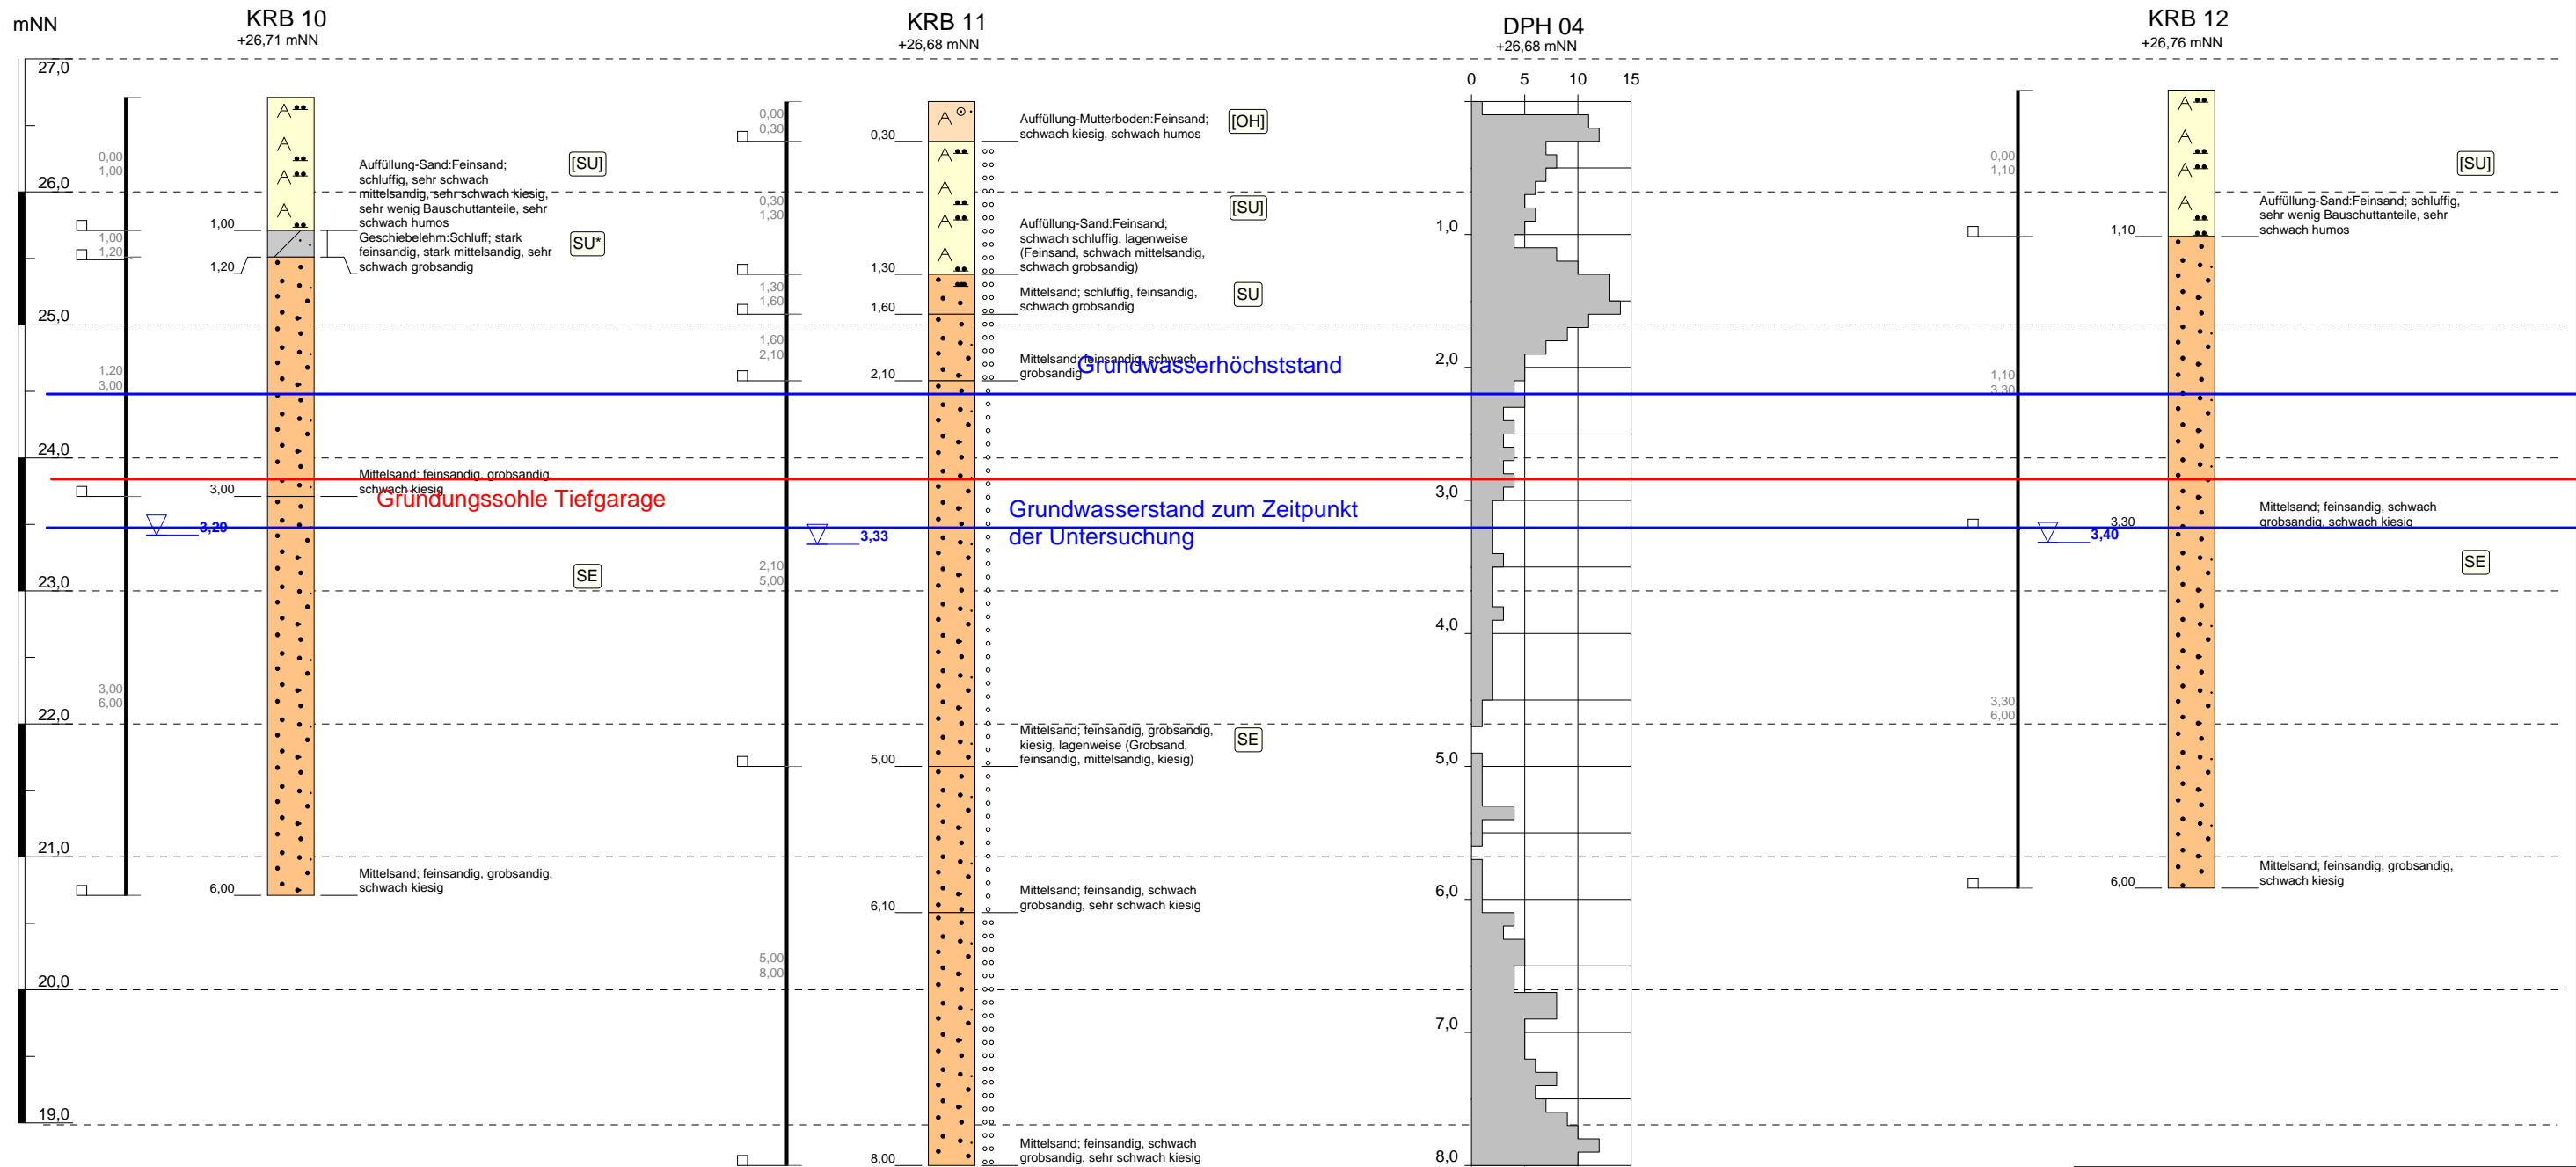 mNN
27,0
26,0
25,0
24,0
23,0
22,0
21,0
20,0
19,0
KRB 10
+26,71 mNN
0,00
1,00
1,00
1,20
1,20
3,00
3,00
6,00
1,00
1,20
3,00
6,00
3,29
Auffüllung-Sand:Feinsand;
schluffig, sehr schwach
mittelsandig, sehr schwach kiesig,
sehr wenig Bauschuttanteile, sehr
schwach humos
[SU]
Geschiebelehm:Schluff; stark
feinsandig, stark mittelsandig, sehr
schwach grobsandig
SU*
Mittelsand; feinsandig, grobsandig,
schwach kiesig
Gründungssohle Tiefgarage
SE
Mittelsand; feinsandig, grobsandig,
schwach kiesig
KRB 11
+26,68 mNN
0,00
0,30
0,30
1,30
1,30
1,60
1,60
2,10
2,10
5,00
5,00
8,00
0,30
1,30
1,60
2,10
5,00
6,10
8,00
3,33
Auffüllung-Mutterboden:Feinsand;
schwach kiesig, schwach humos
[OH]
[SU]
Auffüllung-Sand:Feinsand;
schwach schluffig, lagenweise
(Feinsand, schwach mittelsandig,
schwach grobsandig)
Mittelsand; schluffig, feinsandig,
schwach grobsandig
SU
Mittelsand; feinsandig, schwach
grobsandig
Grundwasserhöchststand
Grundwasserstand zum Zeitpunkt
der Untersuchung
Mittelsand; feinsandig, grobsandig,
kiesig, lagenweise (Grobsand,
feinsandig, mittelsandig, kiesig)
SE
Mittelsand; feinsandig, schwach
grobsandig, sehr schwach kiesig
Mittelsand; feinsandig, schwach
grobsandig, sehr schwach kiesig
DPH 04
+26,68 mNN
0 5 10 15
1,0
2,0
3,0
4,0
5,0
6,0
7,0
8,0
KRB 12
+26,76 mNN
0,00
1,10
1,10
3,30
3,30
6,00
1,10
3,30
6,00
3,40
[SU]
Auffüllung-Sand:Feinsand; schluffig,
sehr wenig Bauschuttanteile, sehr
schwach humos
Mittelsand; feinsandig, schwach
grobsandig, schwach kiesig
SE
Mittelsand; feinsandig, grobsandig,
schwach kiesig